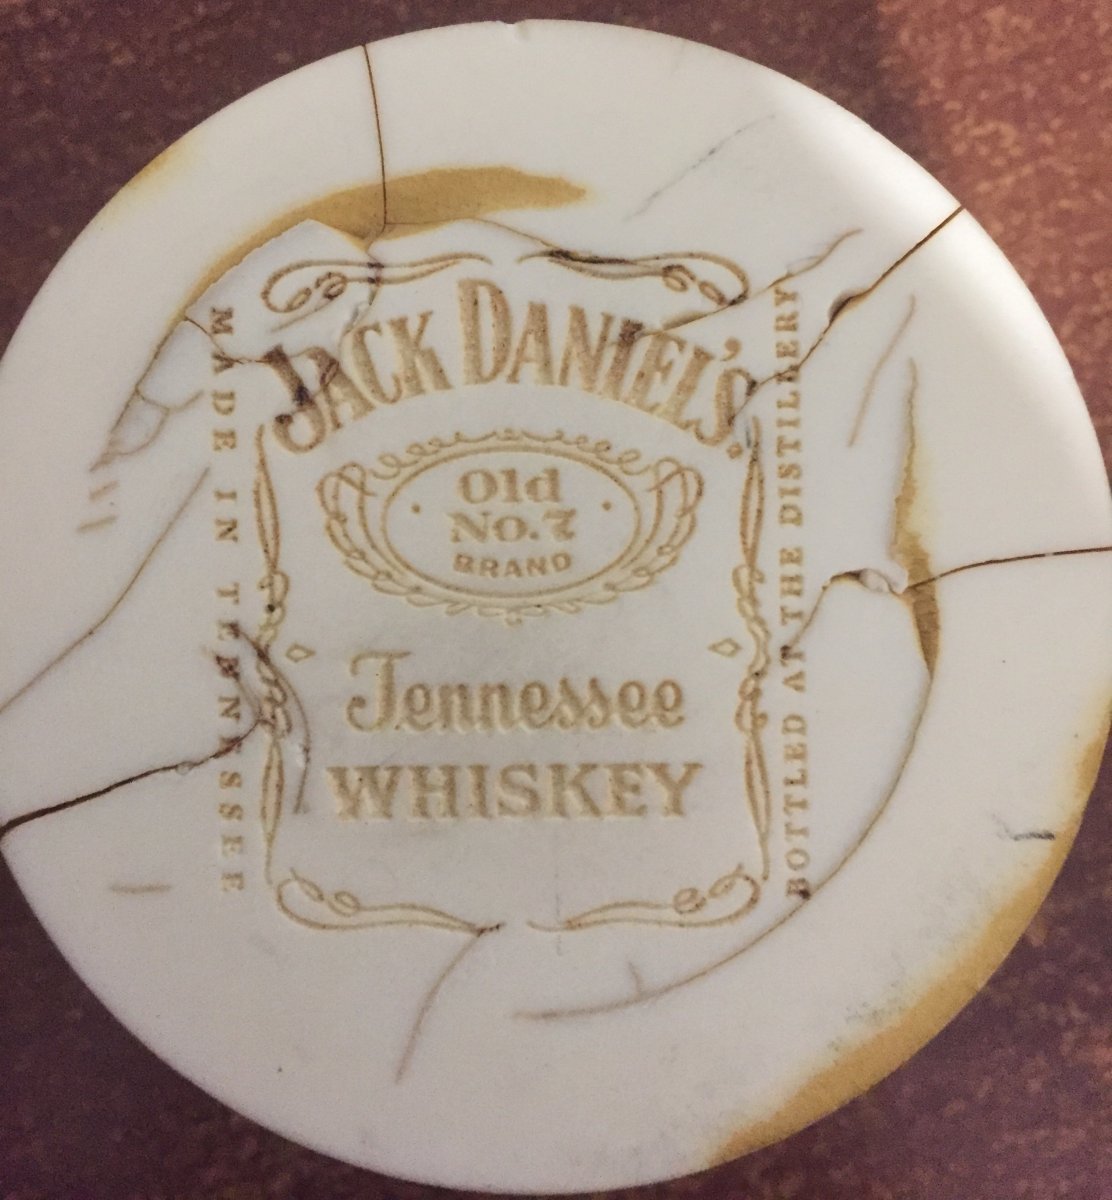 JACK DANIEL'S
Old
No.7
BRAND
Tennessee
WHISKEY
MADE IN TENNESSEE
BOTTLED AT THE DISTILLERY